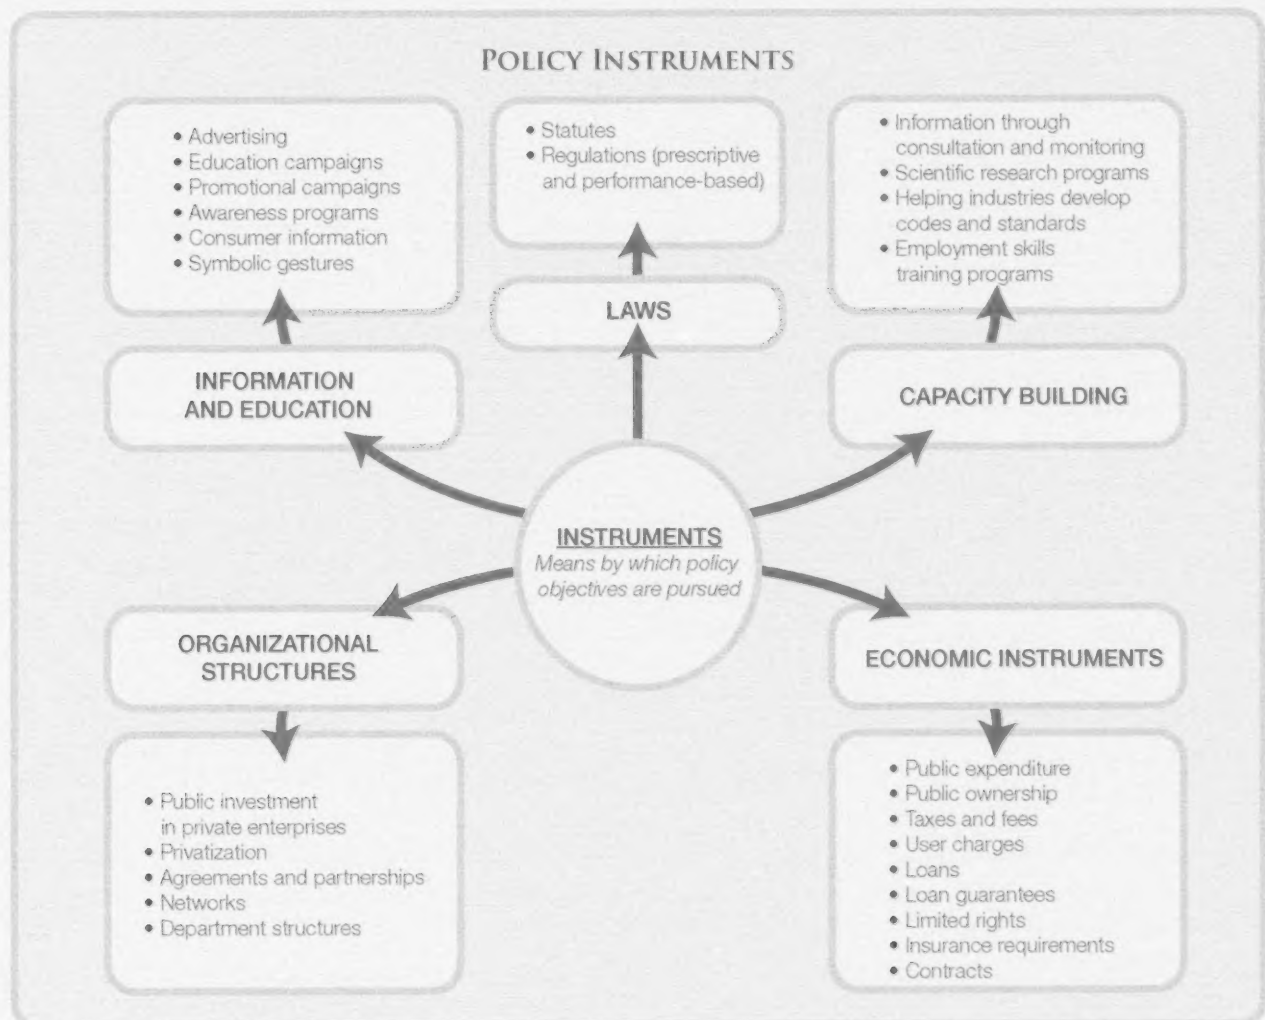 POLICY INSTRUMENTS
• Advertising
• Education campaigns
• Promotional campaigns
• Awareness programs
• Consumer information
• Symbolic gestures
INFORMATION
AND EDUCATION
• Statutes
• Regulations (prescriptive
and performance-based)
LAWS
• Information through
consultation and monitoring
• Scientific research programs
• Helping industries develop
codes and standards
• Employment skills
training programs
CAPACITY BUILDING
INSTRUMENTS
Means by which policy
objectives are pursued
ORGANIZATIONAL
STRUCTURES
• Public investment
in private enterprises
• Privatization
• Agreements and partnerships
• Networks
• Department structures
ECONOMIC INSTRUMENTS
• Public expenditure
• Public ownership
• Taxes and fees
• User charges
• Loans
• Loan guarantees
• Limited rights
• Insurance requirements
• Contracts